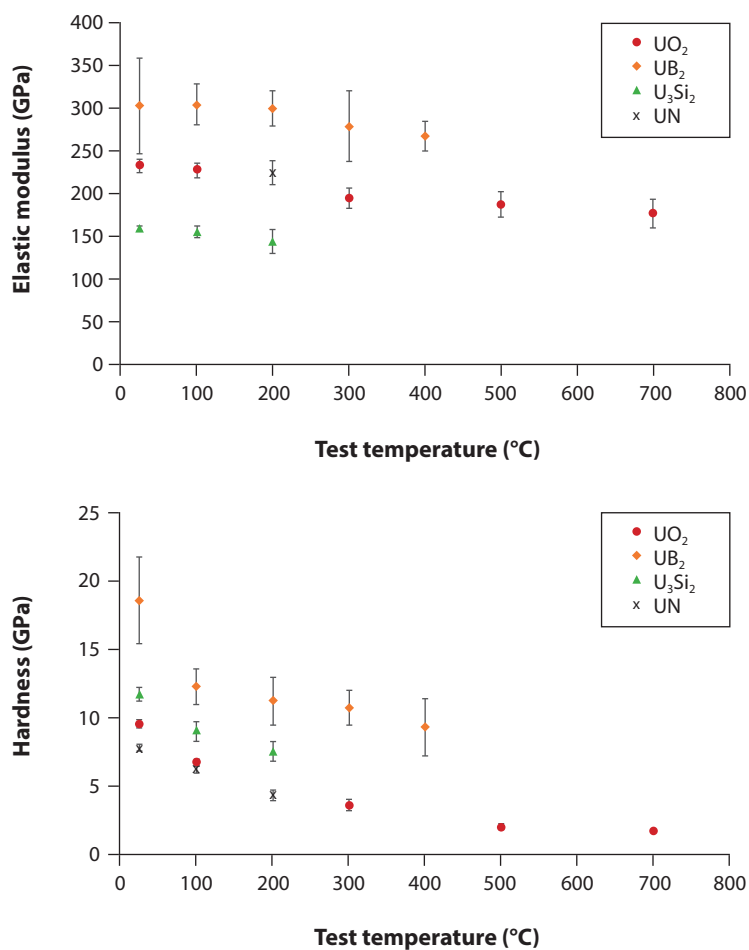 400
350
300
250
200
150
100
50
0
Elastic modulus (GPa)
UO₂
UB₂
U₃Si₂
UN
0 100 200 300 400 500 600 700 800
Test temperature (°C)
25
20
15
10
5
0
Hardness (GPa)
UO₂
UB₂
U₃Si₂
UN
0 100 200 300 400 500 600 700 800
Test temperature (°C)